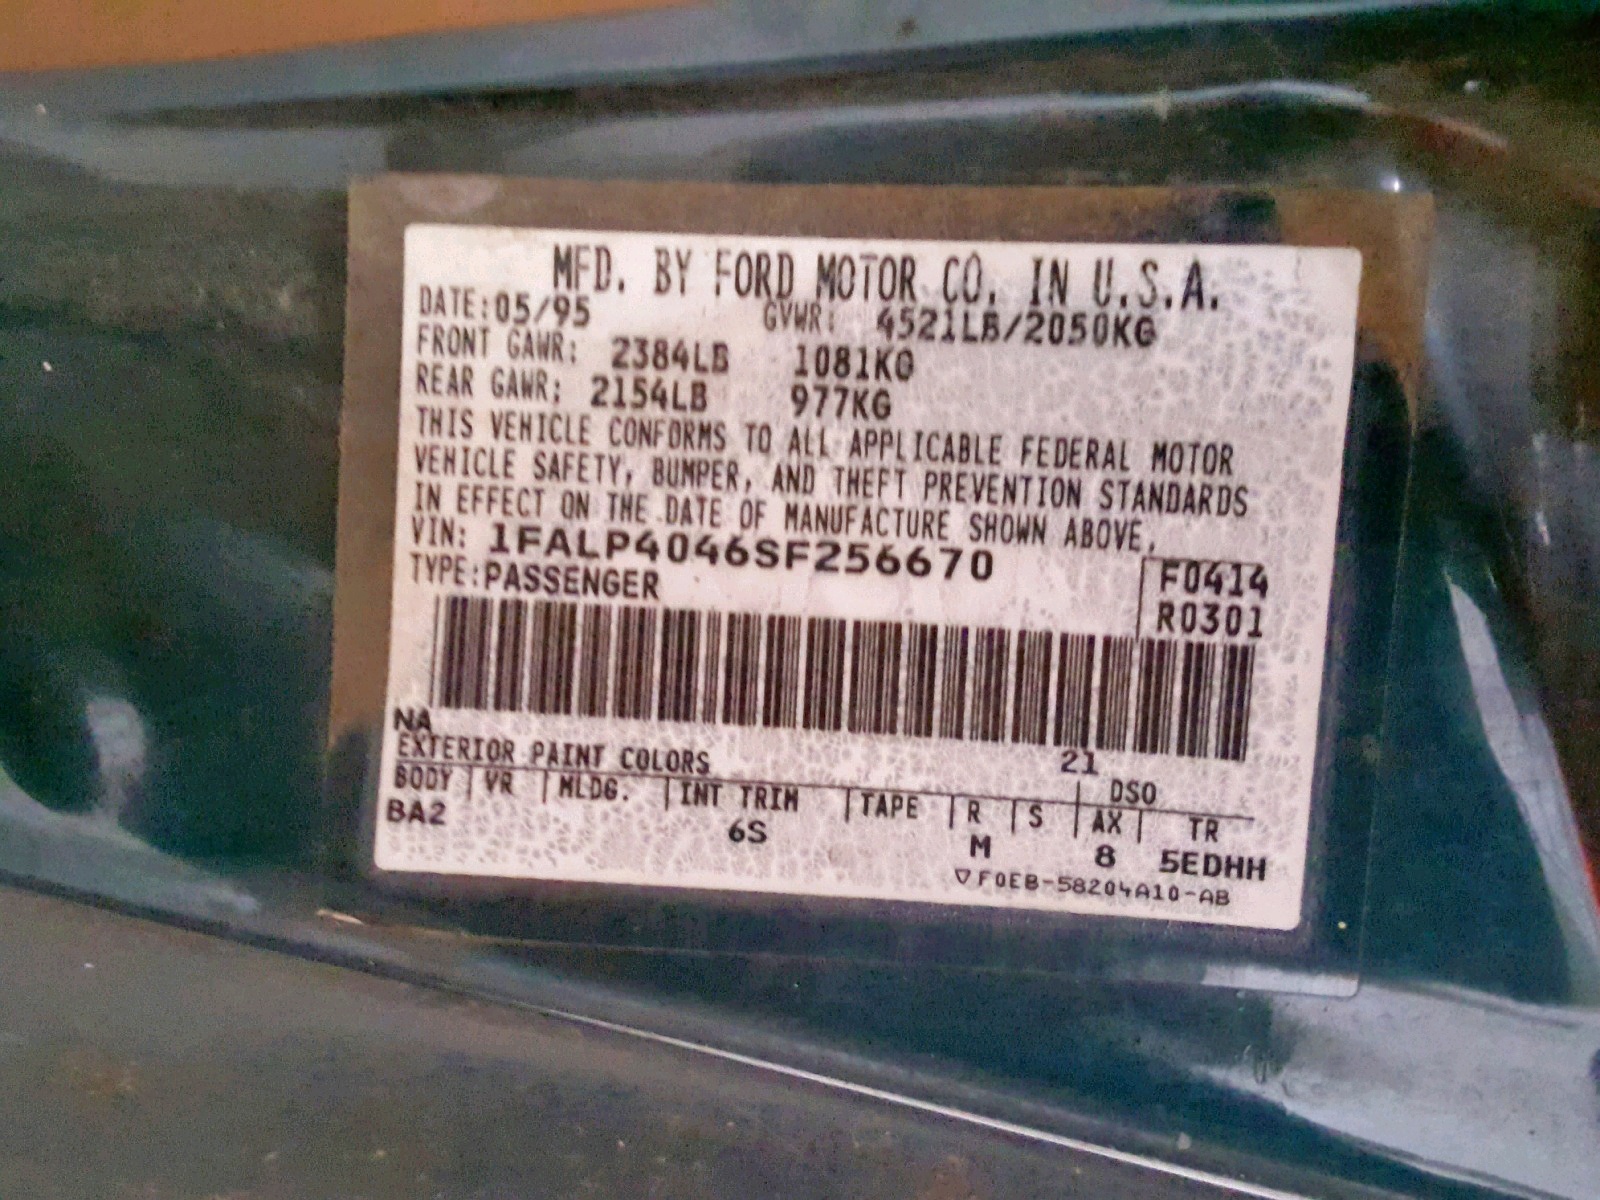 MFD. BY FORD MOTOR CO. IN U.S.A.
DATE:05/95 GVWR: 4521LB/2050KG
FRONT GAWR: 2384LB 1081KG
REAR GAWR: 2154LB 977KG
THIS VEHICLE CONFORMS TO ALL APPLICABLE FEDERAL MOTOR
VEHICLE SAFETY, BUMPER, AND THEFT PREVENTION STANDARDS
IN EFFECT ON THE DATE OF MANUFACTURE SHOWN ABOVE.
VIN: 1FALP4046SF256670
TYPE:PASSENGER
F0414
R0301
NA
EXTERIOR PAINT COLORS 21 DSO
BODY VR MLDG. INT TRIM TAPE R S AX TR
BA2 6S M 8 5EDHH
▽F0EB-58204A10-AB